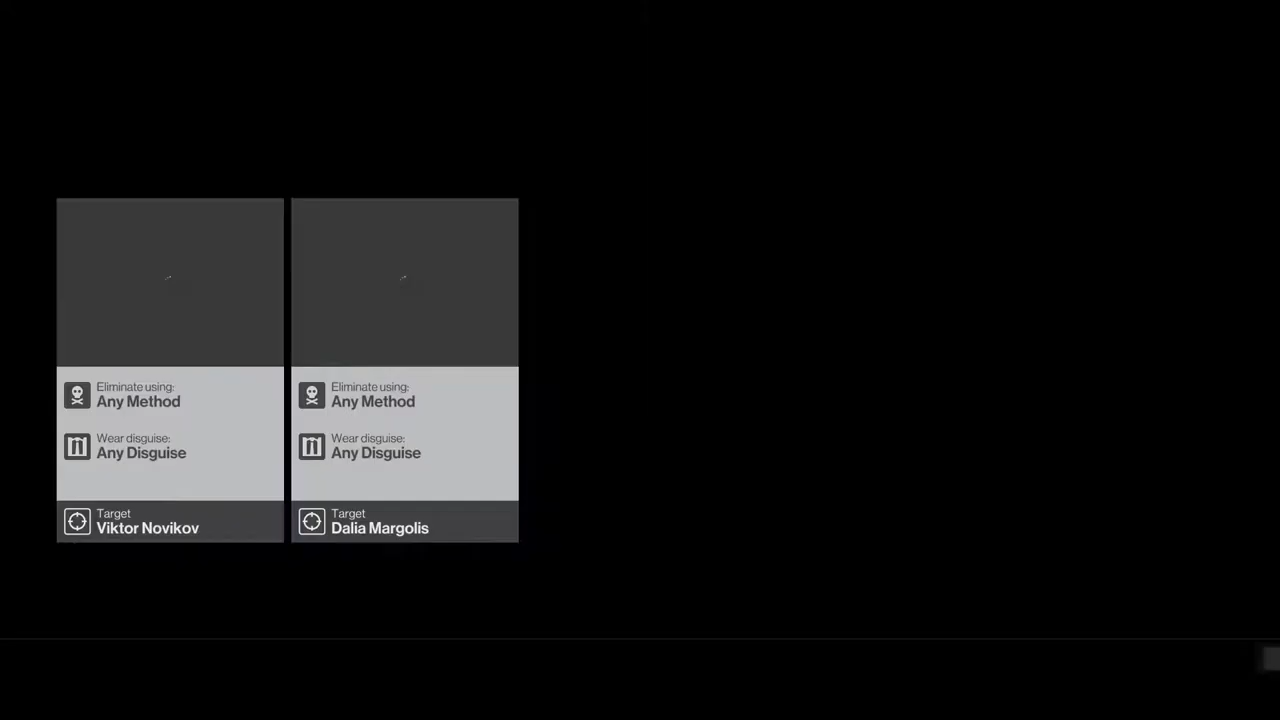 Eliminate using:
Any Method
Wear disguise:
Any Disguise
Target
Viktor Novikov
Eliminate using:
Any Method
Wear disguise:
Any Disguise
Target
Dalia Margolis